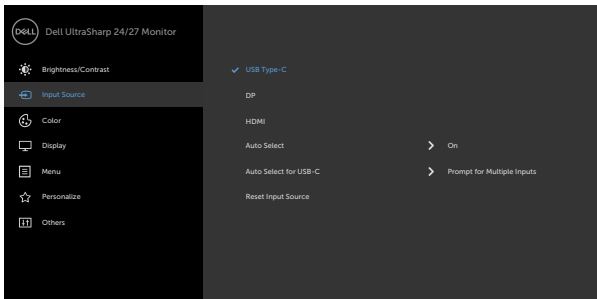 DELL Dell UltraSharp 24/27 Monitor
Brightness/Contrast
USB Type-C
Input Source
DP
Color
HDMI
Display
Auto Select On
Menu
Auto Select for USB-C Prompt for Multiple Inputs
Personalize
Reset Input Source
Others